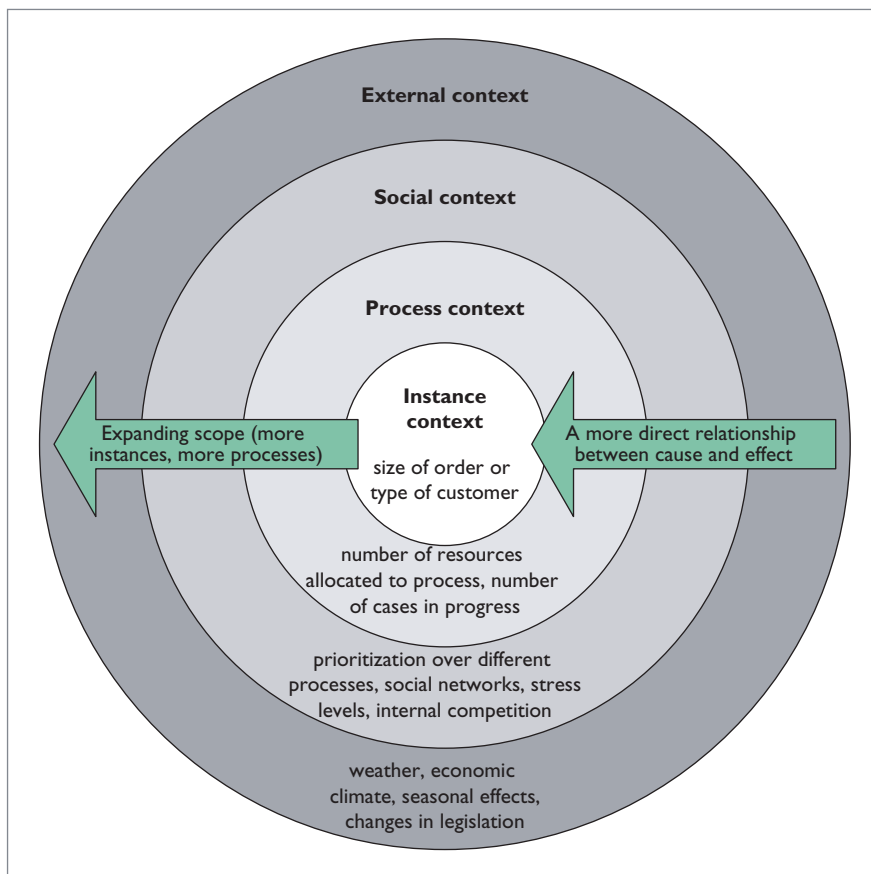 External context
Social context
Process context
Instance
context
size of order or
type of customer
Expanding scope (more
instances, more processes)
A more direct relationship
between cause and effect
number of resources
allocated to process, number
of cases in progress
prioritization over different
processes, social networks, stress
levels, internal competition
weather, economic
climate, seasonal effects,
changes in legislation